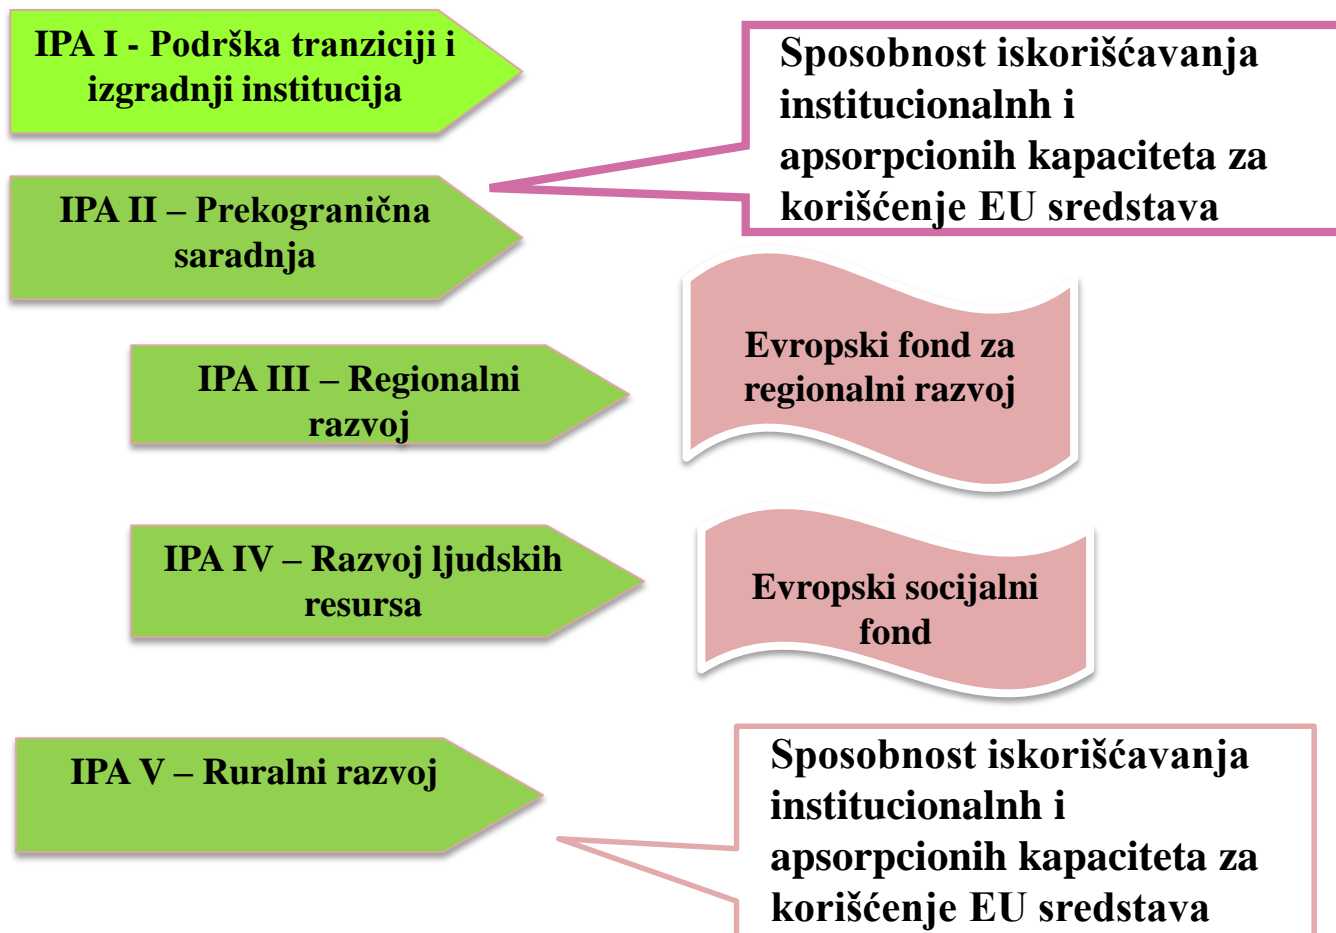 IPA I - Podrška tranziciji i
izgradnji institucija
Sposobnost iskorišćavanja
institucionalnh i
apsorpcionih kapaciteta za
korišćenje EU sredstava
IPA II – Prekogranična
saradnja
IPA III – Regionalni
razvoj
Evropski fond za
regionalni razvoj
IPA IV – Razvoj ljudskih
resursa
Evropski socijalni
fond
IPA V – Ruralni razvoj
Sposobnost iskorišćavanja
institucionalnh i
apsorpcionih kapaciteta za
korišćenje EU sredstava